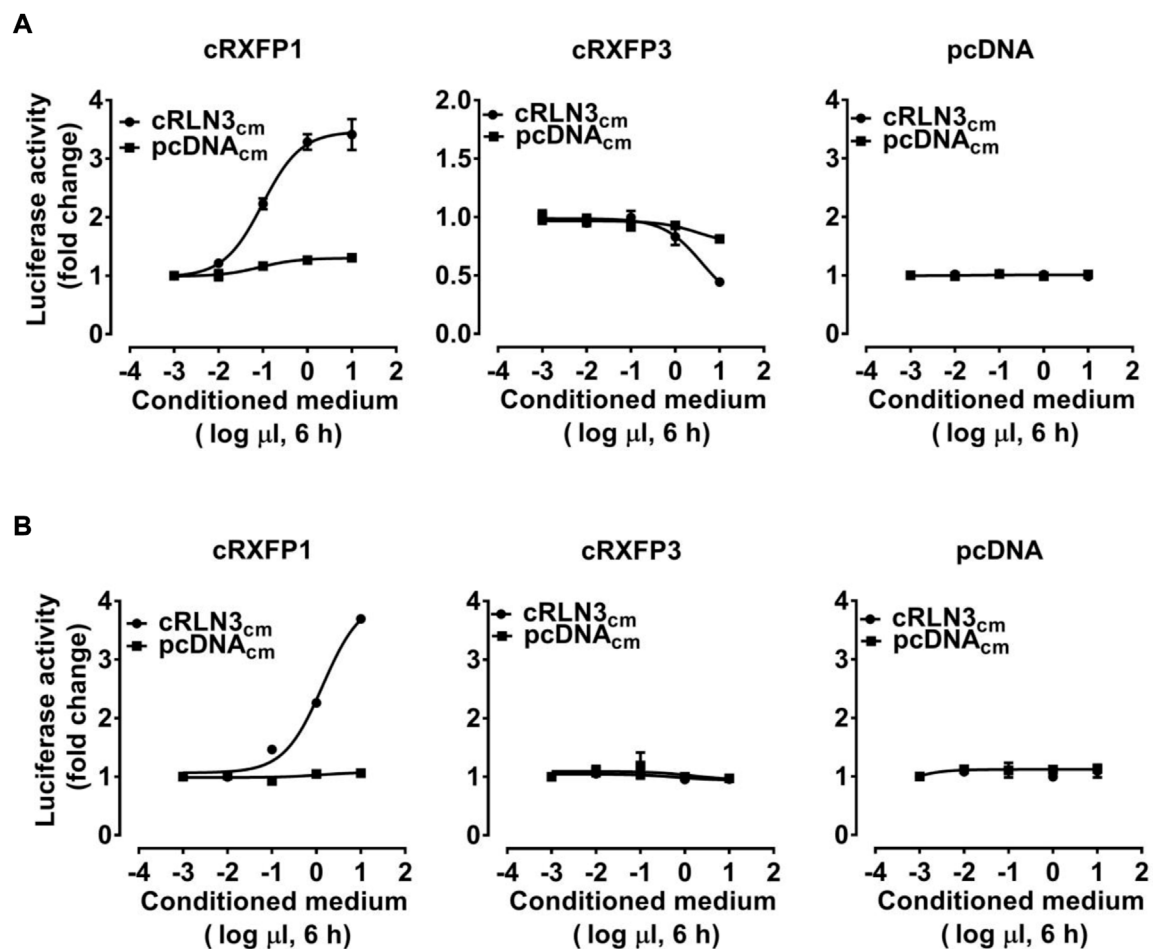 A
cRXFP1
cRXFP3
pcDNA
Luciferase activity
(fold change)
4
3
2
1
0
cRLN3cm
pcDNAcm
-4 -3 -2 -1 0 1 2
Conditioned medium
( log μl, 6 h)
2.0
1.5
1.0
0.5
0.0
cRLN3cm
pcDNAcm
-4 -3 -2 -1 0 1 2
Conditioned medium
( log μl, 6 h)
4
3
2
1
0
cRLN3cm
pcDNAcm
-4 -3 -2 -1 0 1 2
Conditioned medium
( log μl, 6 h)
B
cRXFP1
cRXFP3
pcDNA
Luciferase activity
(fold change)
4
3
2
1
0
cRLN3cm
pcDNAcm
-4 -3 -2 -1 0 1 2
Conditioned medium
( log μl, 6 h)
4
3
2
1
0
cRLN3cm
pcDNAcm
-4 -3 -2 -1 0 1 2
Conditioned medium
( log μl, 6 h)
4
3
2
1
0
cRLN3cm
pcDNAcm
-4 -3 -2 -1 0 1 2
Conditioned medium
( log μl, 6 h)